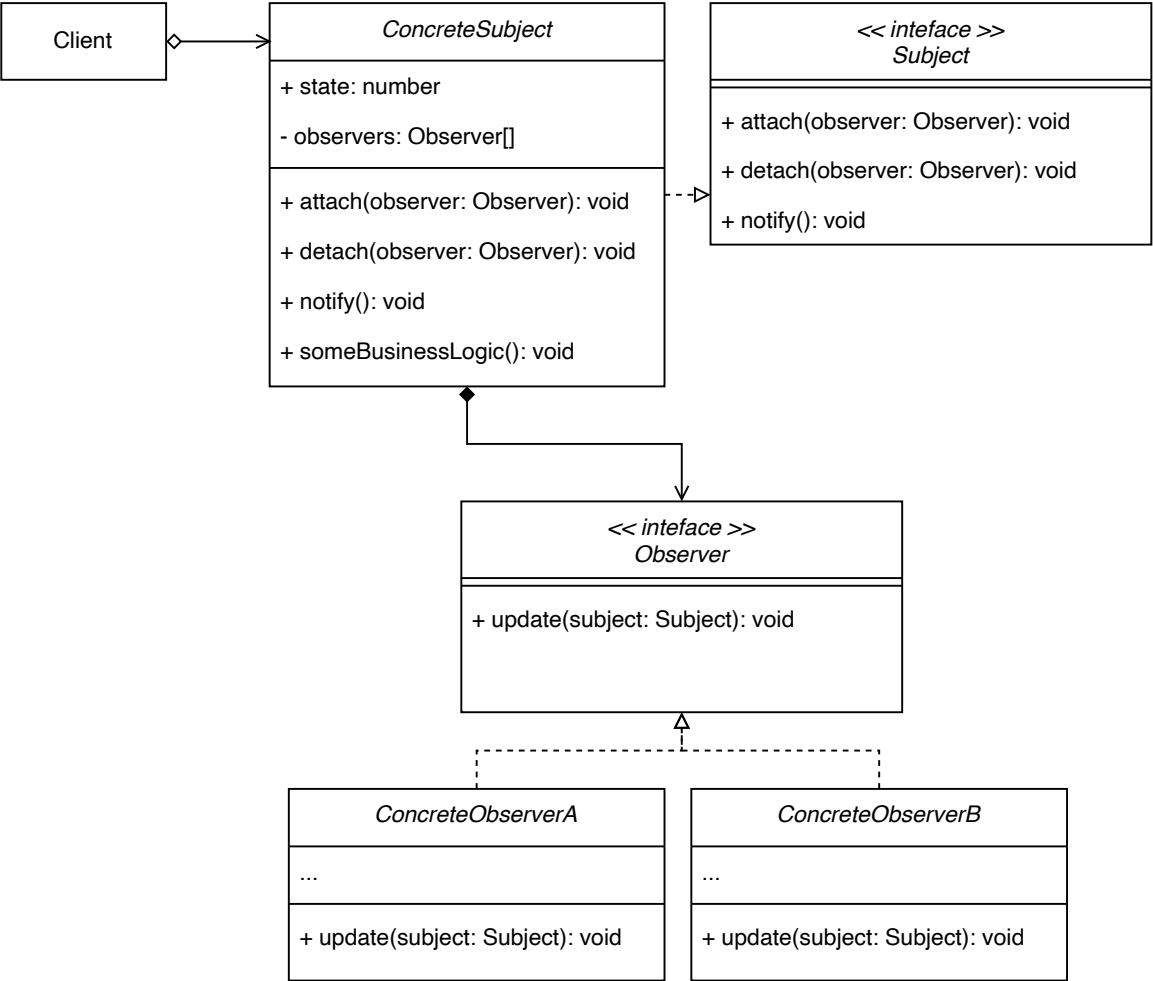 Client
ConcreteSubject
+ state: number
- observers: Observer[]
+ attach(observer: Observer): void
+ detach(observer: Observer): void
+ notify(): void
+ someBusinessLogic(): void
<< inteface >>
Subject
+ attach(observer: Observer): void
+ detach(observer: Observer): void
+ notify(): void
<< inteface >>
Observer
+ update(subject: Subject): void
ConcreteObserverA
...
+ update(subject: Subject): void
ConcreteObserverB
...
+ update(subject: Subject): void